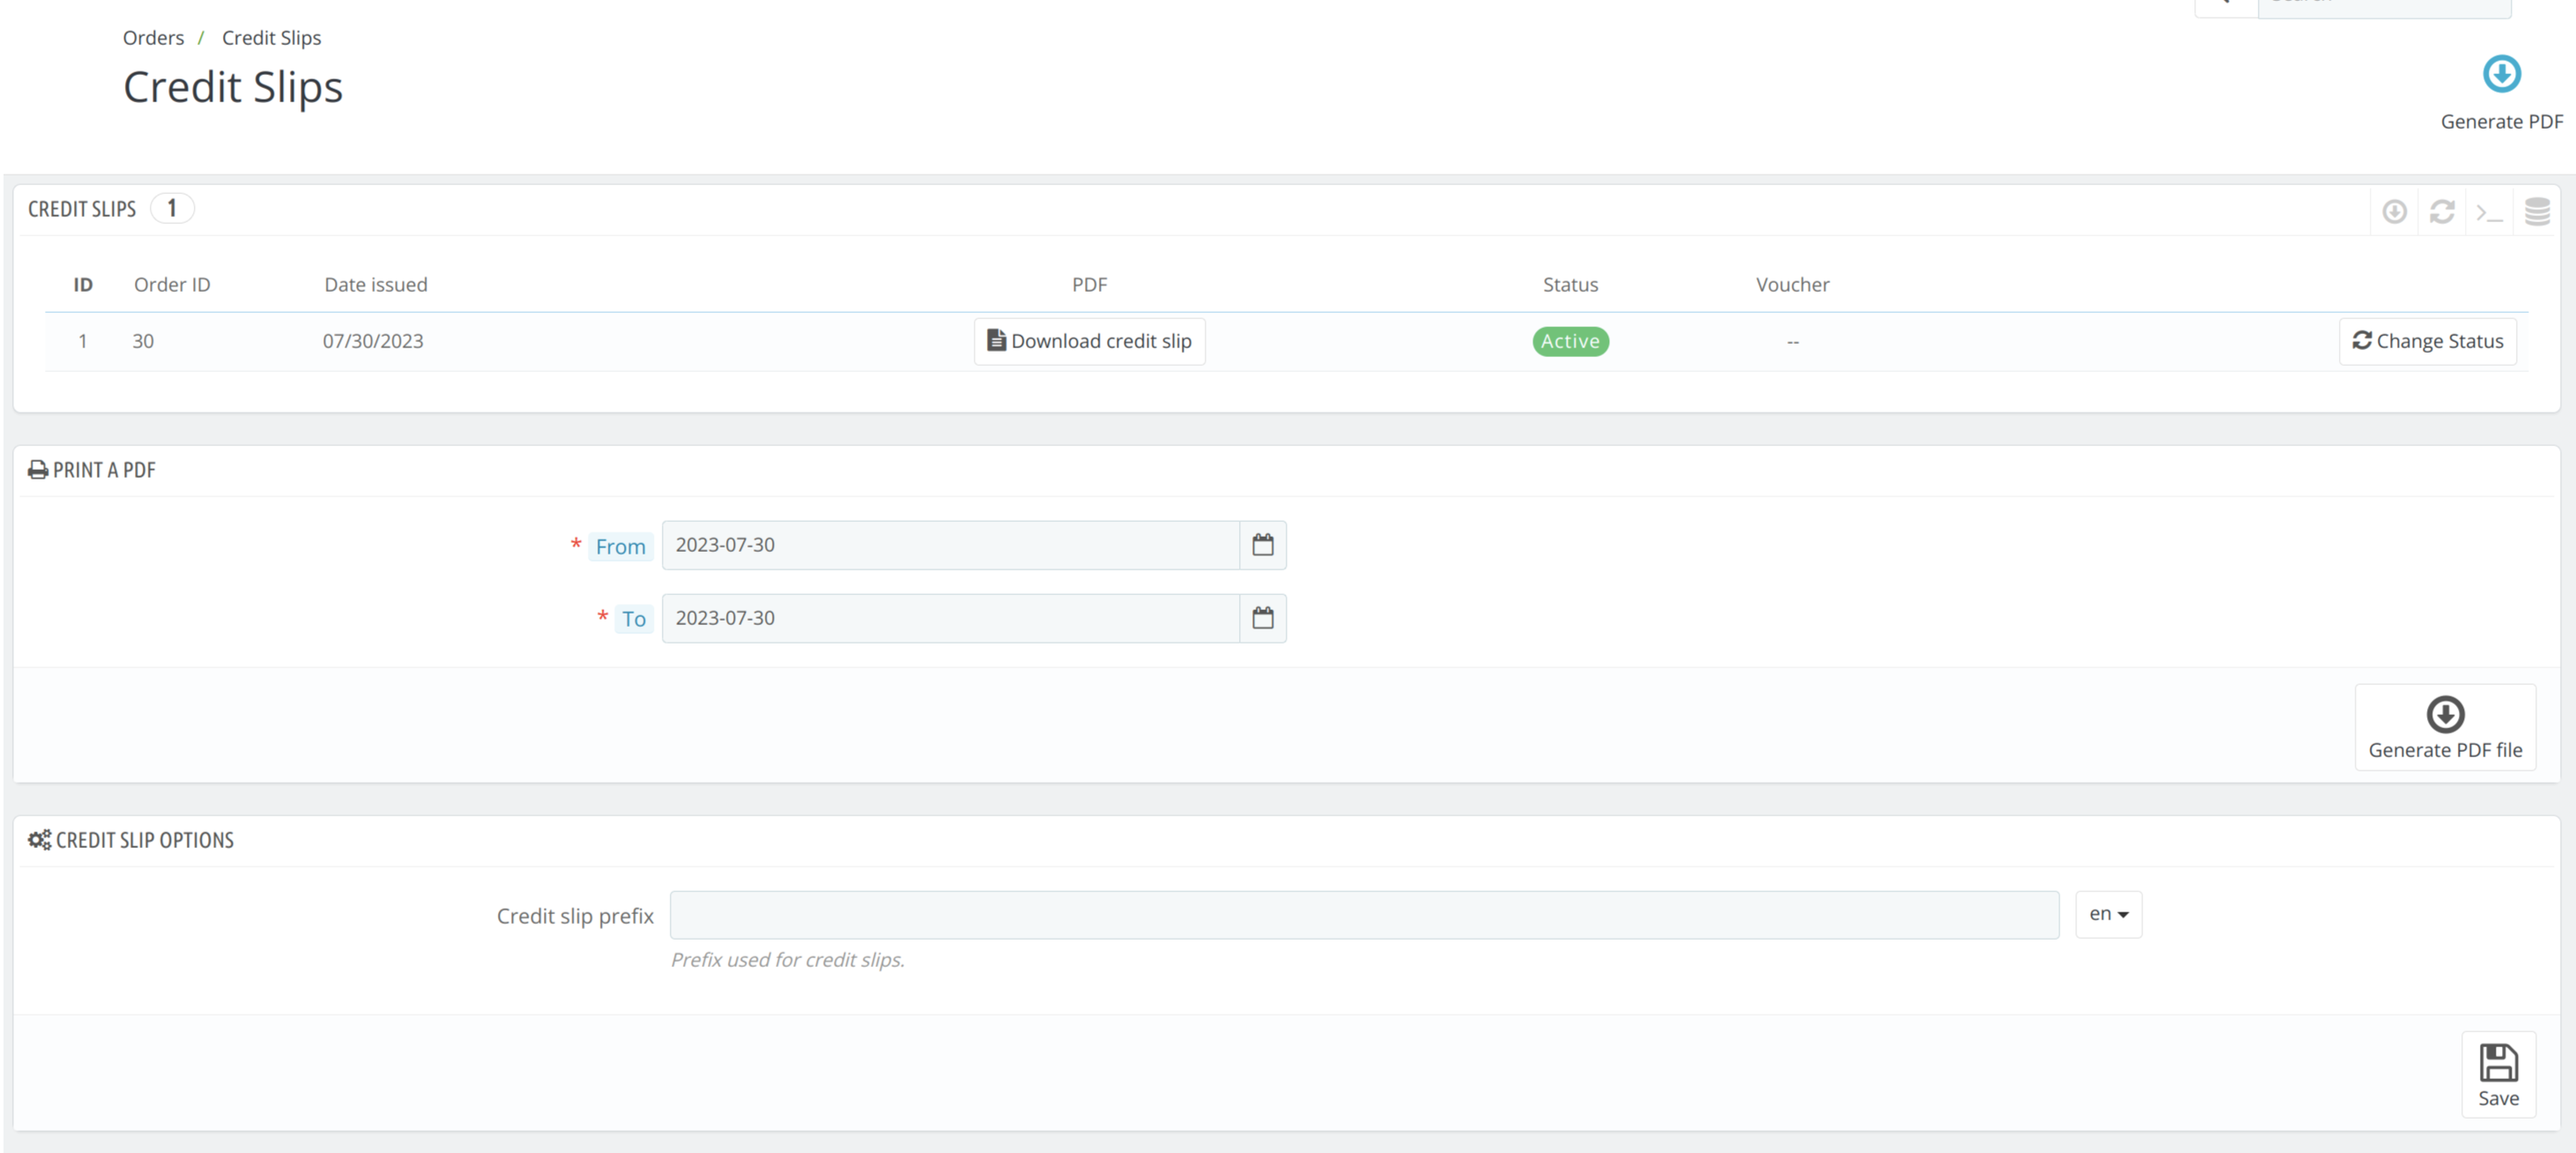 Orders / Credit Slips
Credit Slips
Generate PDF
CREDIT SLIPS 1
ID Order ID Date issued PDF Status Voucher
1 30 07/30/2023 Download credit slip Active -- Change Status
PRINT A PDF
* From 2023-07-30
* To 2023-07-30
Generate PDF file
CREDIT SLIP OPTIONS
Credit slip prefix en
Prefix used for credit slips.
Save